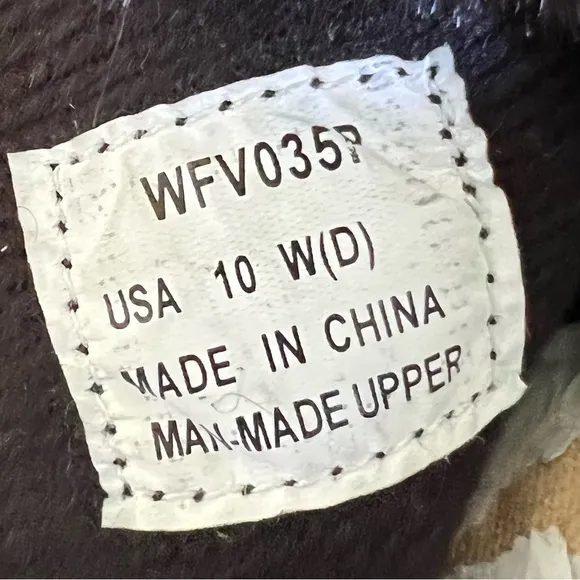 WFV035P
USA 10 W(D)
MADE IN CHINA
MAN-MADE UPPER